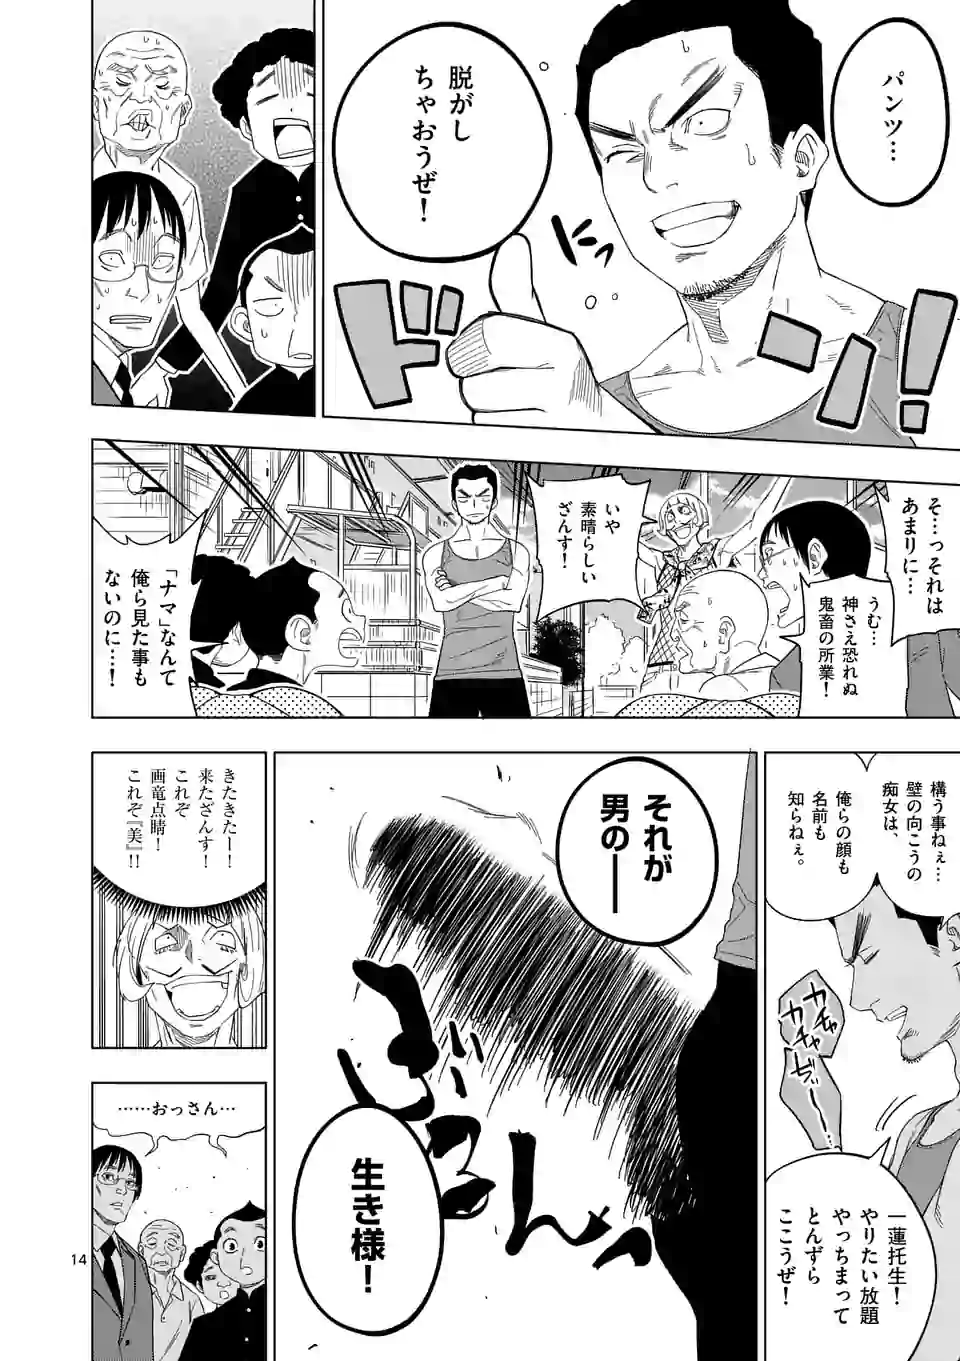 パンツ…
脱がし
ちゃおうぜ！
ドーン！！
そ…っそれは
あまりに…
うむ…
神さえ恐れぬ
鬼畜の所業！
いや
素晴らしい
ざんす！
「ナマ」なんて
俺ら見た事も
ないのに…！
構う事ねぇ…
壁の向こうの
痴女は、
俺らの顔も
名前も
知らねぇ。
カチャ
カチャ
ぢー
一蓮托生！
やりたい放題
やっちまって
とんずら
ここうぜ！
それが
男の──
生き様！
きたきたー！
来たざんす！
これぞ
画竜点睛！
これぞ『美』!!
……おっさん…
14